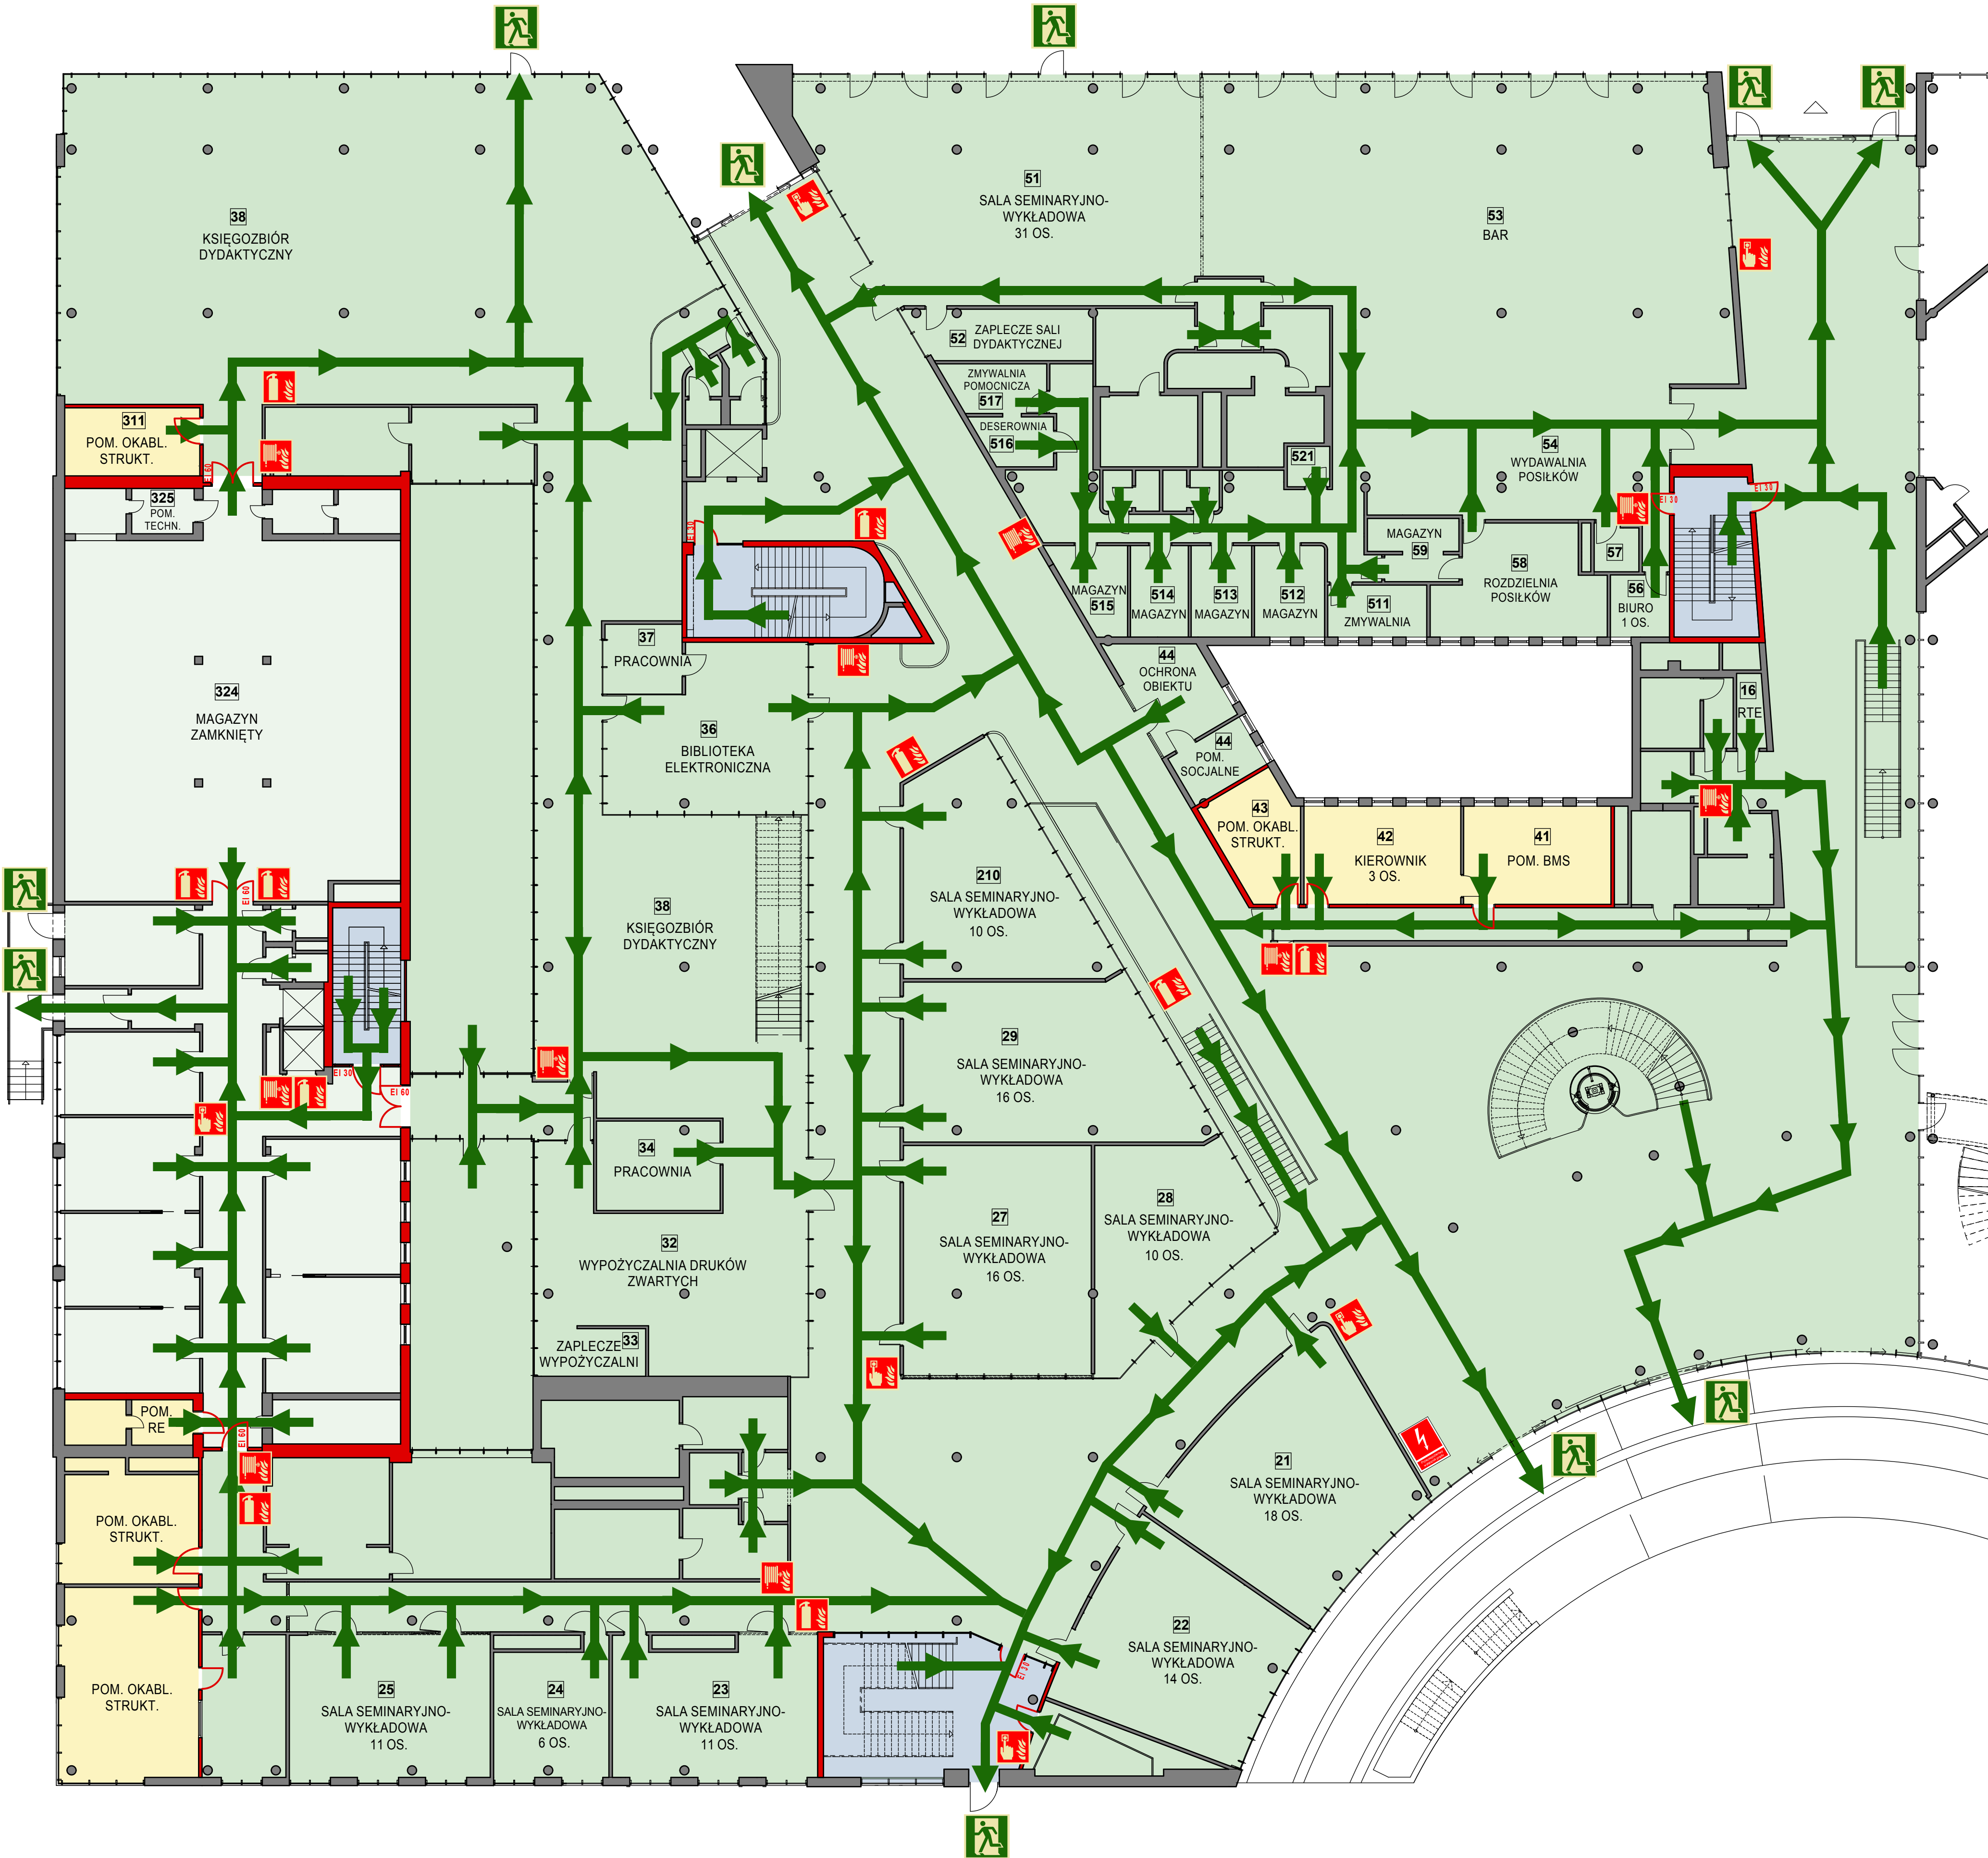 38
KSIĘGOZBIÓR
DYDAKTYCZNY
51
SALA SEMINARYJNO-
WYKŁADOWA
31 OS.
53
BAR
52
ZAPLECZE SALI
DYDAKTYCZNEJ
ZMYWALNIA
POMOCNICZA
517
DESEROWNIA
516
521
54
WYDAWALNIA
POSIŁKÓW
311
POM. OKABL.
STRUKT.
EI 60
325
POM.
TECHN.
EI 30
EI 30
EI 30
MAGAZYN
59
57
58
ROZDZIELNIA
POSIŁKÓW
56
BIURO
1 OS.
MAGAZYN
515
514
MAGAZYN
513
MAGAZYN
512
MAGAZYN
511
ZMYWALNIA
37
PRACOWNIA
44
OCHRONA
OBIEKTU
16
RTE
324
MAGAZYN
ZAMKNIĘTY
36
BIBLIOTEKA
ELEKTRONICZNA
44
POM.
SOCJALNE
43
POM. OKABL.
STRUKT.
42
KIEROWNIK
3 OS.
41
POM. BMS
EI 60
38
KSIĘGOZBIÓR
DYDAKTYCZNY
210
SALA SEMINARYJNO-
WYKŁADOWA
10 OS.
29
SALA SEMINARYJNO-
WYKŁADOWA
16 OS.
EI 30
EI 60
34
PRACOWNIA
27
SALA SEMINARYJNO-
WYKŁADOWA
16 OS.
28
SALA SEMINARYJNO-
WYKŁADOWA
10 OS.
32
WYPOŻYCZALNIA DRUKÓW
ZWARTYCH
33
ZAPLECZE
WYPOŻYCZALNI
POM.
RE
EI 60
21
SALA SEMINARYJNO-
WYKŁADOWA
18 OS.
POM. OKABL.
STRUKT.
22
SALA SEMINARYJNO-
WYKŁADOWA
14 OS.
EI 30
POM. OKABL.
STRUKT.
25
SALA SEMINARYJNO-
WYKŁADOWA
11 OS.
24
SALA SEMINARYJNO-
WYKŁADOWA
6 OS.
23
SALA SEMINARYJNO-
WYKŁADOWA
11 OS.